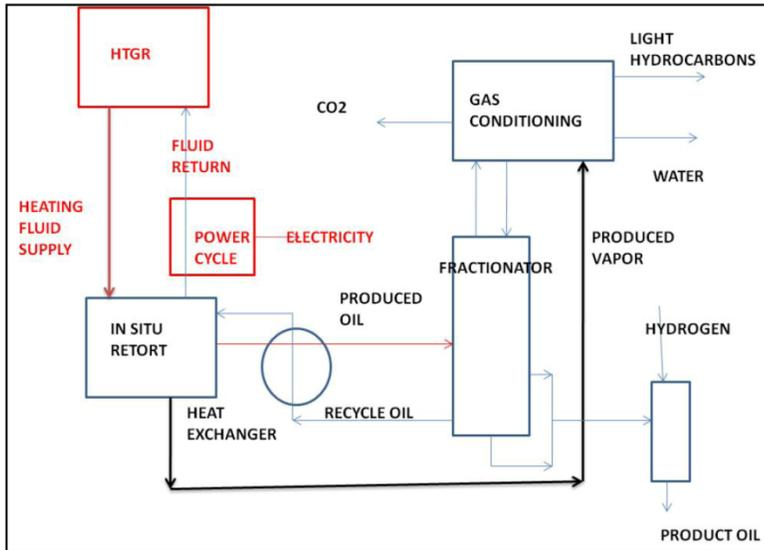 HTGR
LIGHT
HYDROCARBONS
CO2
GAS
CONDITIONING
FLUID
RETURN
WATER
HEATING
FLUID
SUPPLY
POWER
CYCLE
ELECTRICITY
PRODUCED
VAPOR
FRACTIONATOR
PRODUCED
OIL
IN SITU
RETORT
HYDROGEN
HEAT
EXCHANGER
RECYCLE OIL
PRODUCT OIL